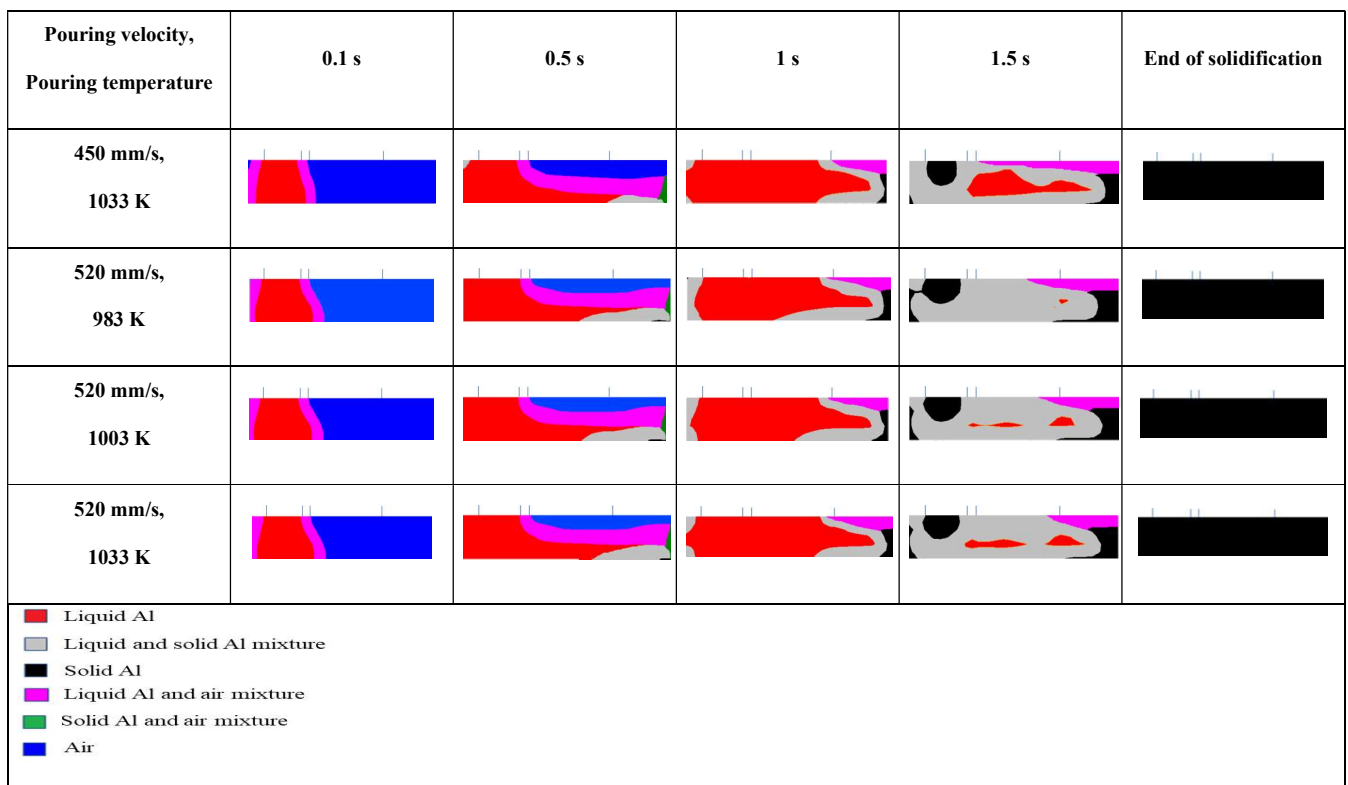 Pouring velocity,
Pouring temperature
0.1 s
0.5 s
1 s
1.5 s
End of solidification
450 mm/s,
1033 K
520 mm/s,
983 K
520 mm/s,
1003 K
520 mm/s,
1033 K
Liquid Al
Liquid and solid Al mixture
Solid Al
Liquid Al and air mixture
Solid Al and air mixture
Air